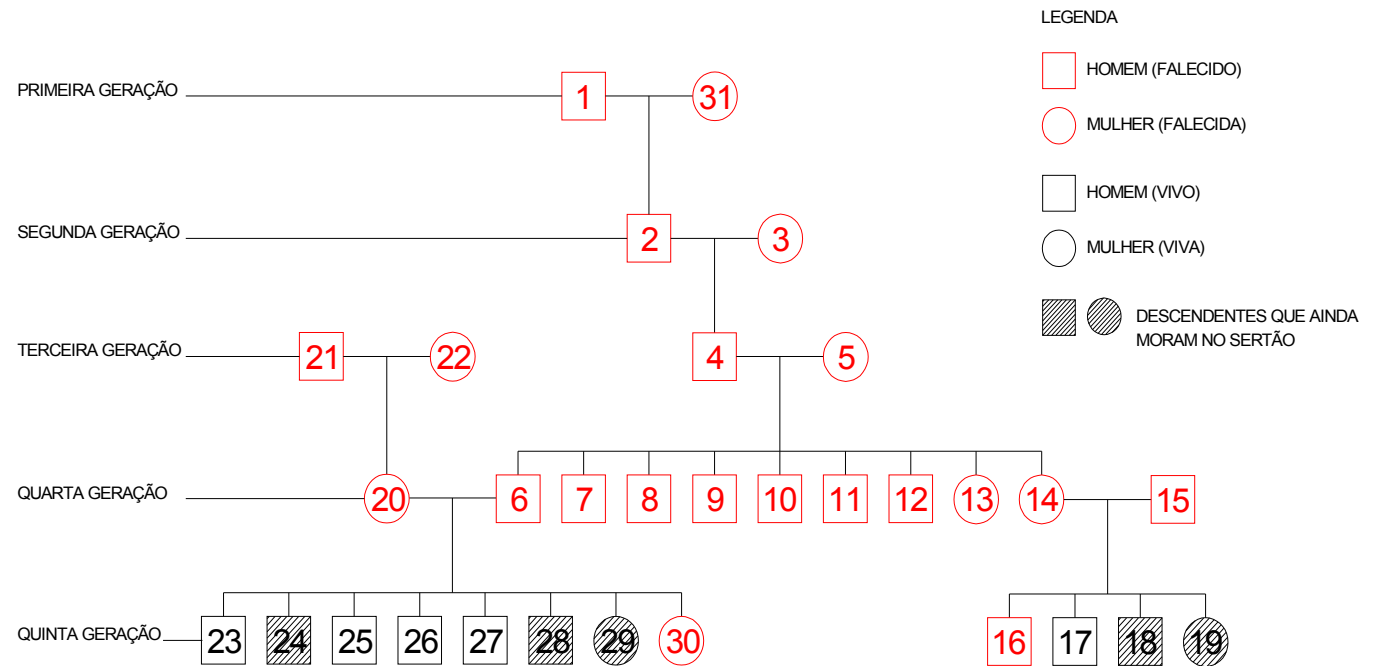 LEGENDA
HOMEM (FALECIDO)
MULHER (FALECIDA)
HOMEM (VIVO)
MULHER (VIVA)
DESCENDENTES QUE AINDA
MORAM NO SERTÃO
PRIMEIRA GERAÇÃO
1 31
SEGUNDA GERAÇÃO
2 3
TERCEIRA GERAÇÃO
21 22 4 5
QUARTA GERAÇÃO
20 6 7 8 9 10 11 12 13 14 15
QUINTA GERAÇÃO
23 24 25 26 27 28 29 30 16 17 18 19